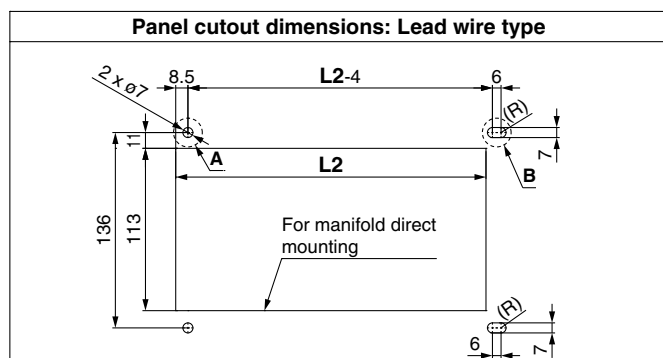 Panel cutout dimensions: Lead wire type
8.5
L2-4
6
2 x ø7
(R)
11
A
7
L2
B
136
113
For manifold direct
mounting
(R)
6
7